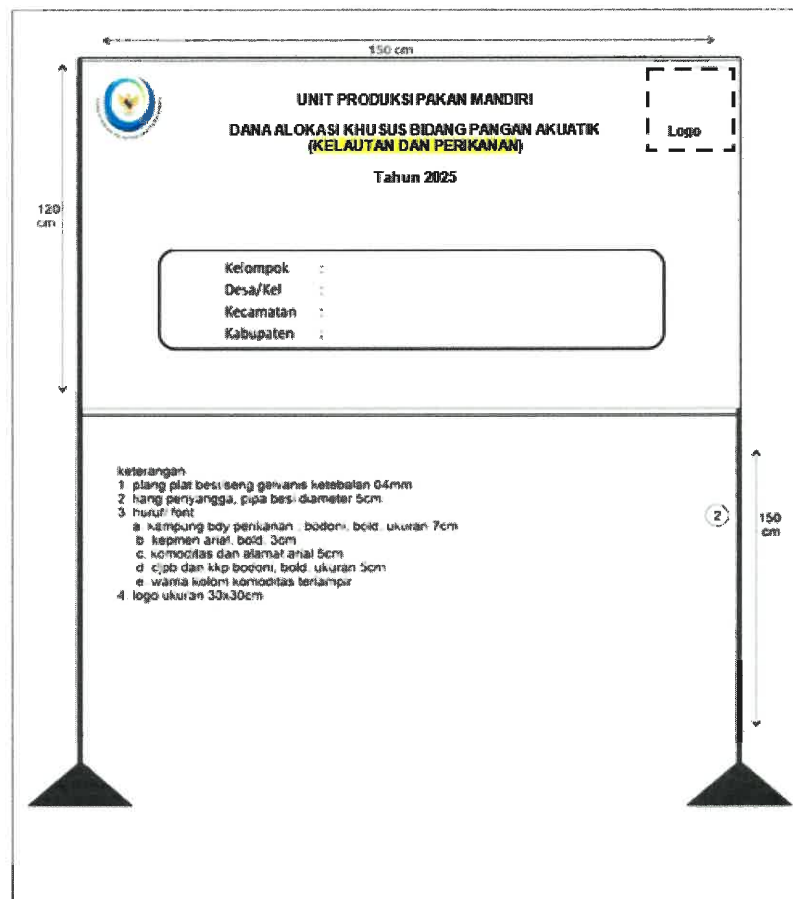 150 cm
UNIT PRODUKSI PAKAN MANDIRI
DANA ALOKASI KHUSUS BIDANG PANGAN AKUATIK
(KELAUTAN DAN PERIKANAN)
Logo
Tahun 2025
120
cm
Kelompok :
Desa/Kel :
Kecamatan :
Kabupaten :
keterangan
1 plang plat besi seng galvanis ketebalan 04mm
2 tiang penyangga, pipa besi diameter 5cm
3 huruf/ font
a kampung bdy perikanan : bodoni, bold, ukuran 7cm
b kepmen arial, bold, 3cm
c. komoditas dan alamat arial 5cm
d djpb dan kkp bodoni, bold, ukuran 5cm
e warna kolom komoditas terlampir
4 logo ukuran 30x30cm
2
150
cm